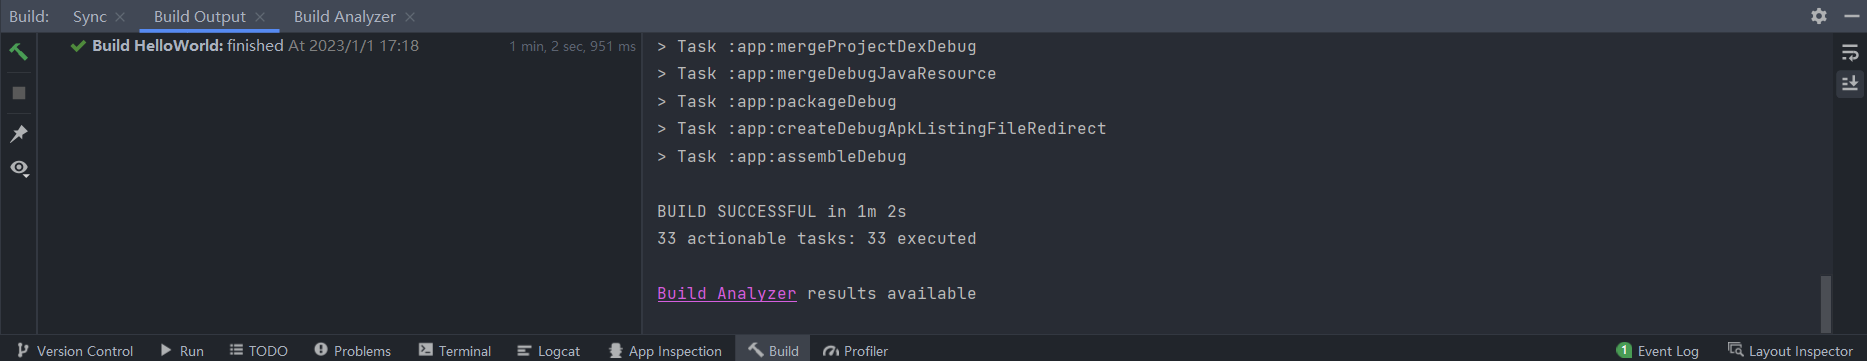 Build: Sync Build Output Build Analyzer
Build HelloWorld: finished At 2023/1/1 17:18 1 min, 2 sec, 951 ms
> Task :app:mergeProjectDexDebug
> Task :app:mergeDebugJavaResource
> Task :app:packageDebug
> Task :app:createDebugApkListingFileRedirect
> Task :app:assembleDebug
BUILD SUCCESSFUL in 1m 2s
33 actionable tasks: 33 executed
Build Analyzer results available
Version Control Run TODO Problems Terminal Logcat App Inspection Build Profiler 1 Event Log Layout Inspector